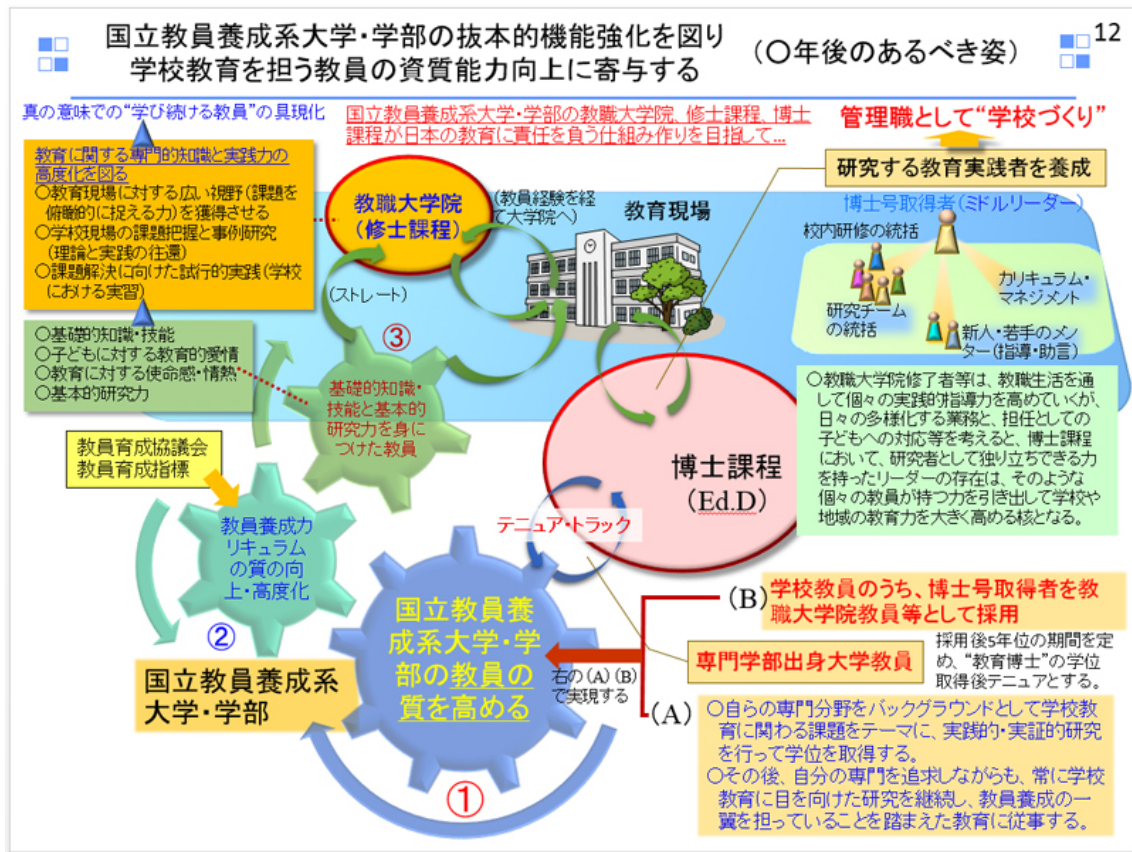 国立教員養成系大学・学部の抜本的機能強化を図り
学校教育を担う教員の資質能力向上に寄与する
（〇年後のあるべき姿）
12
真の意味での“学び続ける教員”の具現化
国立教員養成系大学・学部の教職大学院、修士課程、博士
課程が日本の教育に責任を負う仕組み作りを目指して…
管理職として“学校づくり”
教育に関する専門的知識と実践力の
高度化を図る
〇教育現場に対する広い視野（課題を
俯瞰的に捉える力）を獲得させる
〇学校現場の課題把握と事例研究
（理論と実践の往還）
〇課題解決に向けた試行的実践（学校
における実習）
教職大学院
（修士課程）
（教員経験を経
て大学院へ）
教育現場
研究する教育実践者を養成
博士号取得者（ミドルリーダー）
校内研修の統括
カリキュラム・
マネジメント
研究チーム
の統括
新人・若手のメン
ター（指導・助言）
（ストレート）
〇基礎的知識・技能
〇子どもに対する教育的愛情
〇教育に対する使命感・情熱
〇基本的研究力
③
基礎的知識・
技能と基本的
研究力を身に
つけた教員
〇教職大学院修了者等は、教職生活を通
して個々の実践的指導力を高めていくが、
日々の多様化する業務と、担任としての
子どもへの対応等を考えると、博士課程
において、研究者として独り立ちできる力
を持ったリーダーの存在は、そのような
個々の教員が持つ力を引き出して学校や
地域の教育力を大きく高める核となる。
教員育成協議会
教員育成指標
博士課程
（Ed.D）
テニュア・トラック
教員養成カ
リキュラム
の質の向
上・高度化
②
国立教員養成系
大学・学部
国立教員養
成系大学・学
部の教員の
質を高める
①
右の（A）（B）
で実現する
（B）
学校教員のうち、博士号取得者を教
職大学院教員等として採用
専門学部出身大学教員
採用後5年位の期間を定
め、“教育博士”の学位
取得後テニュアとする。
（A）
〇自らの専門分野をバックグラウンドとして学校教
育に関わる課題をテーマに、実践的・実証的研究
を行って学位を取得する。
〇その後、自分の専門を追求しながらも、常に学校
教育に目を向けた研究を継続し、教員養成の一
翼を担っていることを踏まえた教育に従事する。